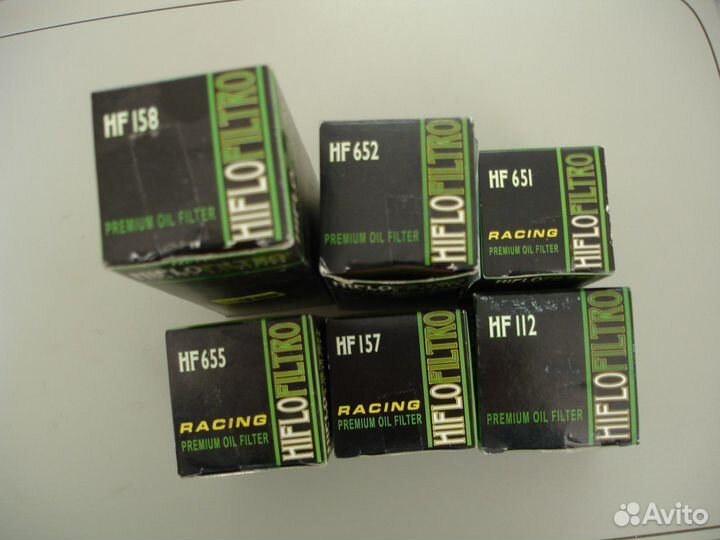 HF 158
PREMIUM OIL FILTER
HIFLOFILTRO
HF 652
PREMIUM OIL FILTER
HIFLOFILTRO
HIFLO
HF 651
RACING
PREMIUM OIL FILTER
HIFLOFILTRO
HIFLO
HF 655
RACING
PREMIUM OIL FILTER
HIFLOFILTRO
HF 157
RACING
PREMIUM OIL FILTER
HIFLOFILTRO
HF 112
PREMIUM OIL FILTER
HIFLOFILTRO
Avito